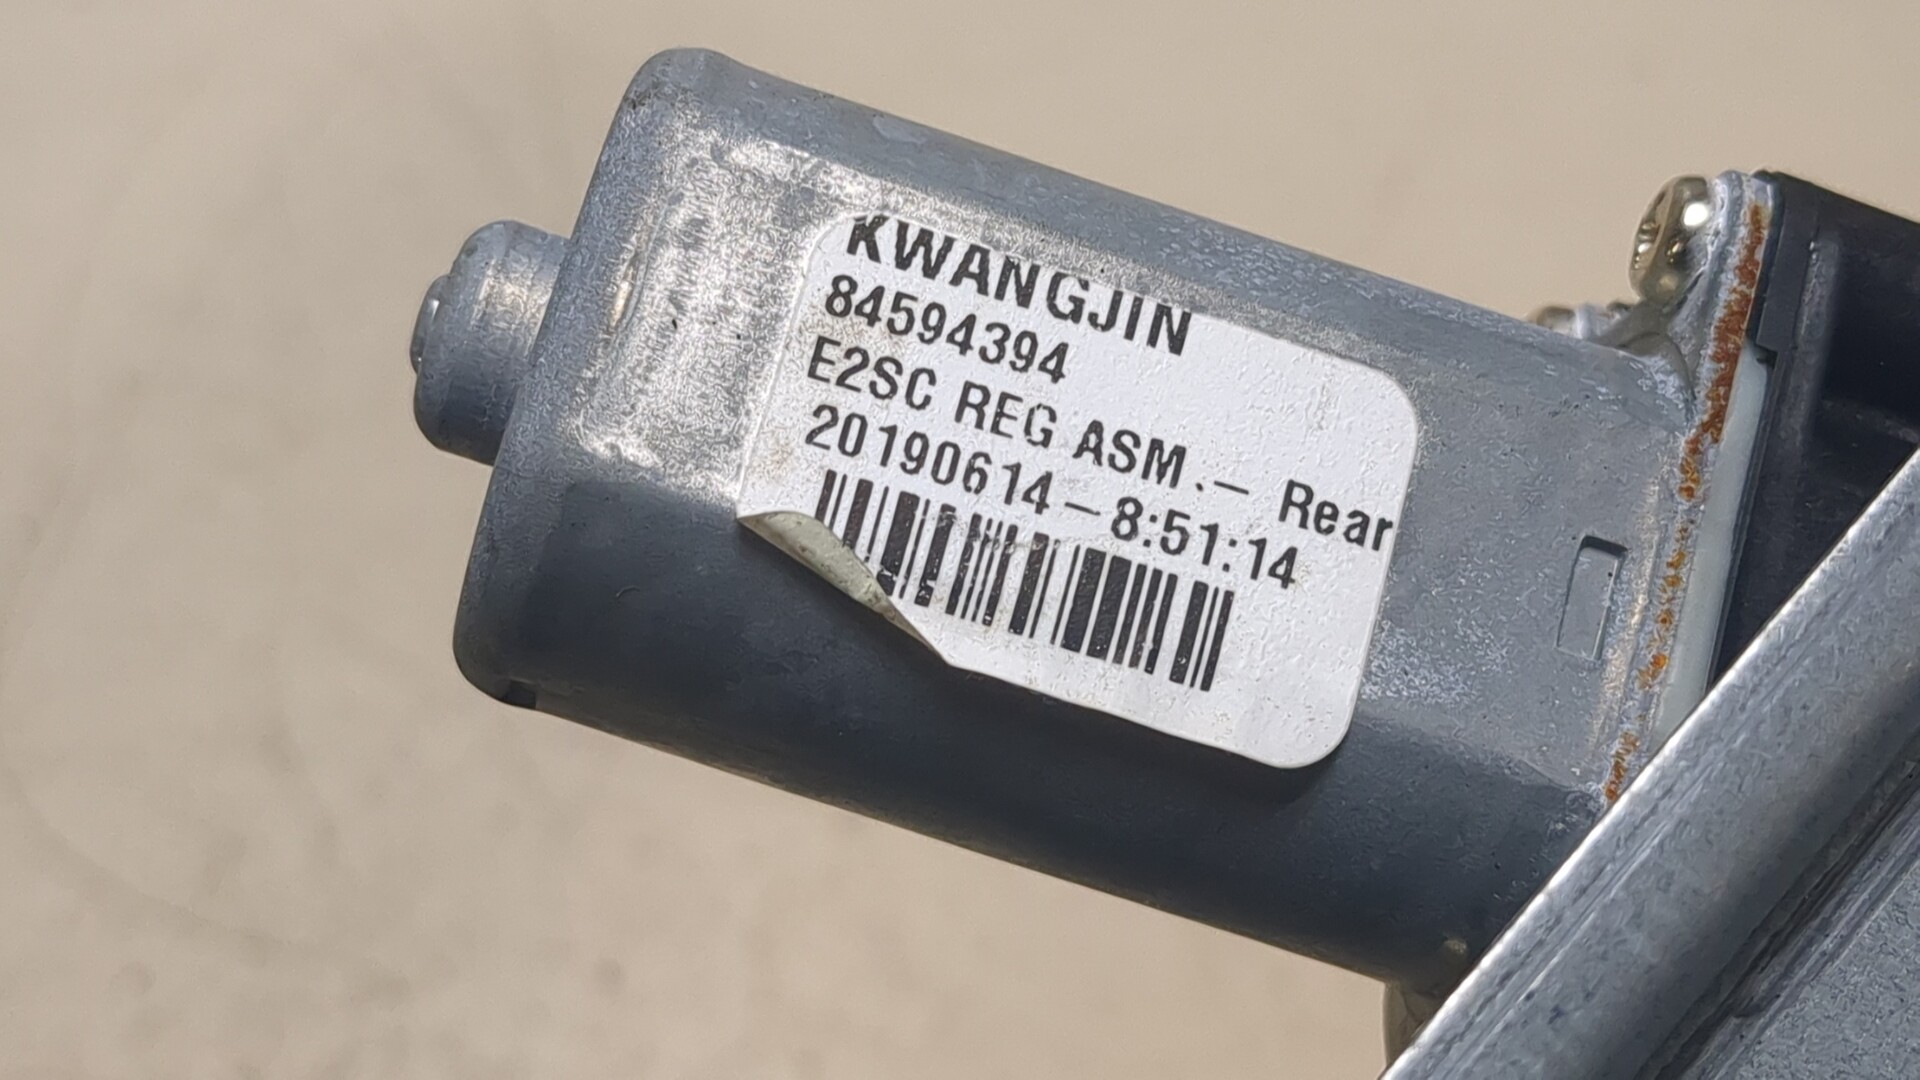 KWANGJIN
84594394
E2SC REG ASM.- Rear
20190614-8:51:14